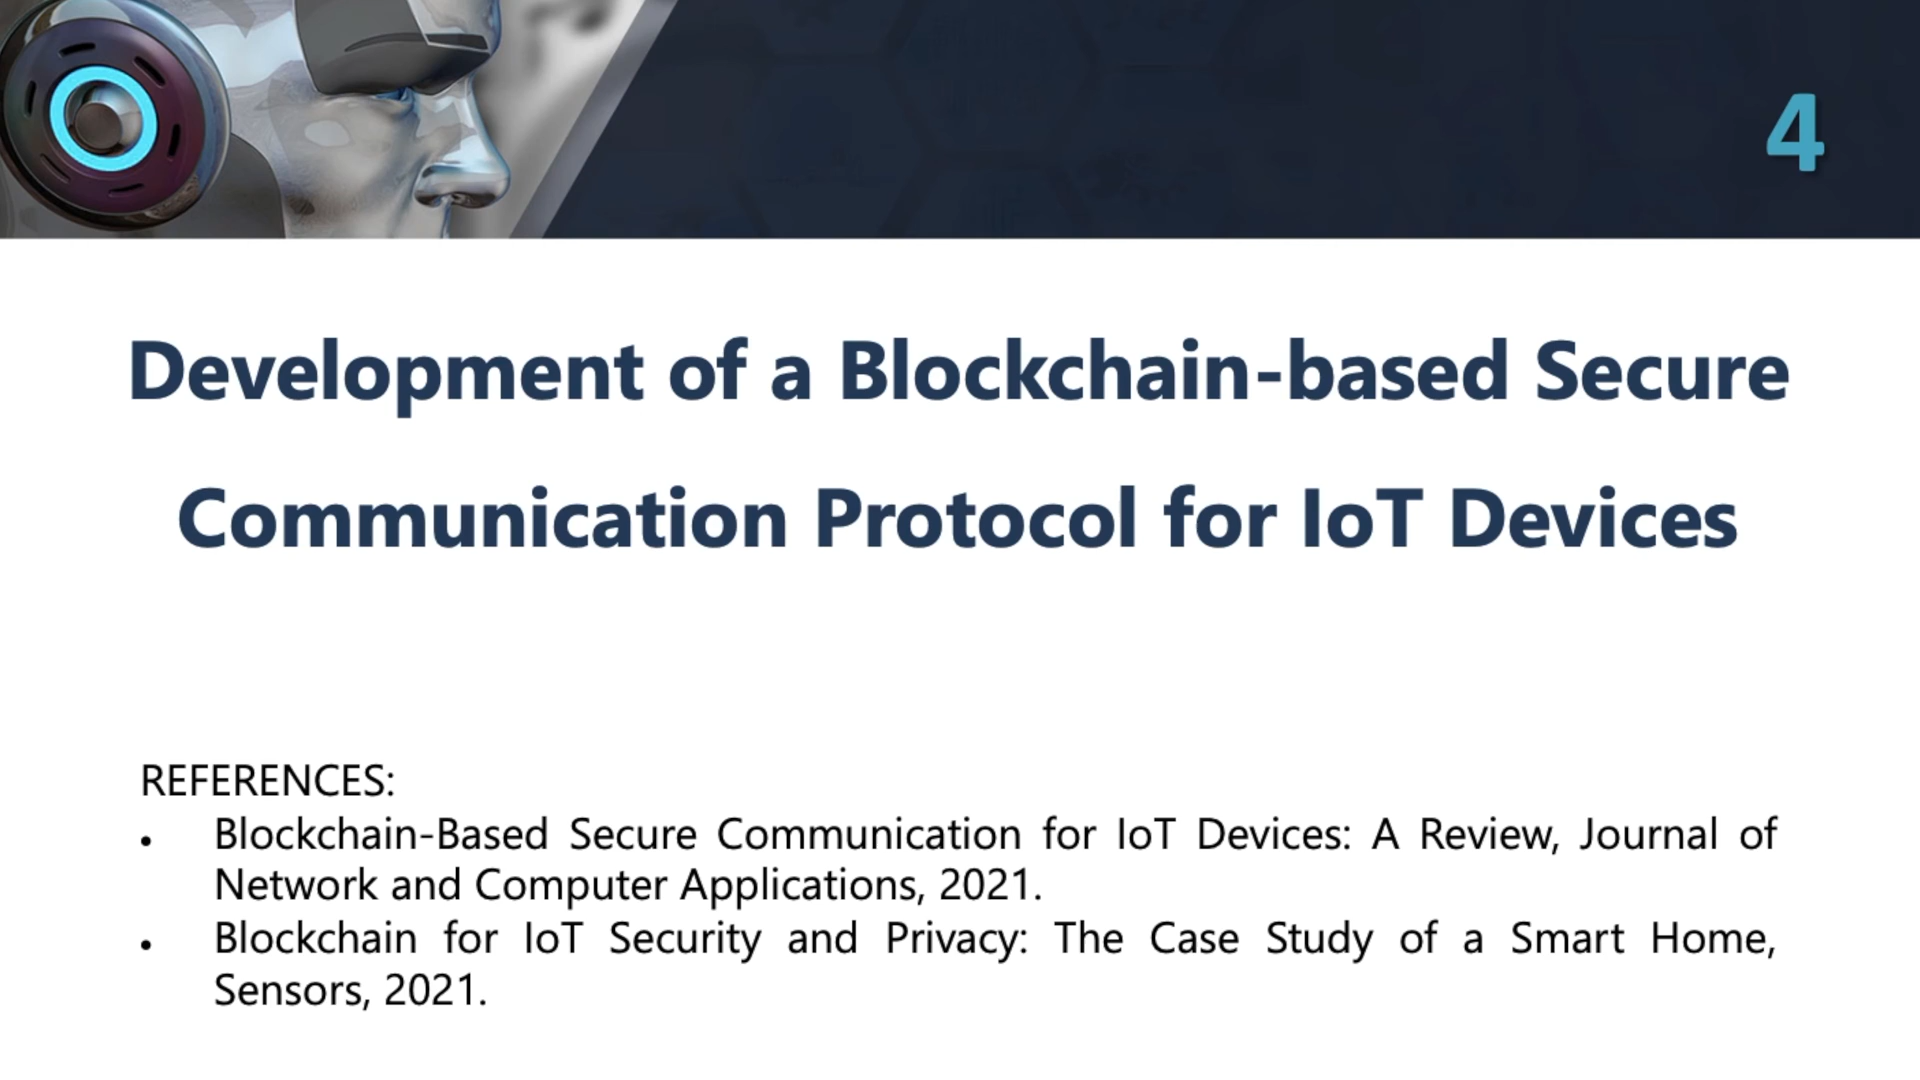 4
Development of a Blockchain-based Secure
Communication Protocol for IoT Devices
REFERENCES:
• Blockchain-Based Secure Communication for IoT Devices: A Review, Journal of
Network and Computer Applications, 2021.
• Blockchain for IoT Security and Privacy: The Case Study of a Smart Home,
Sensors, 2021.